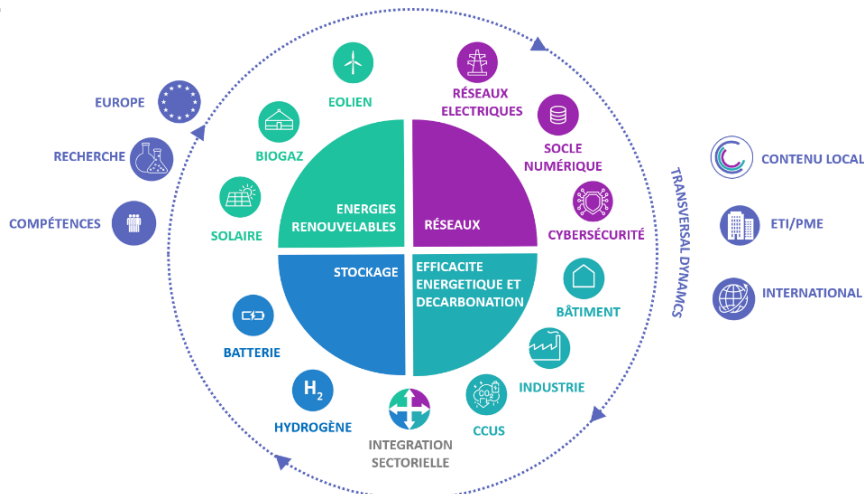 EOLIEN
BIOGAZ
SOLAIRE
ENERGIES
RENOUVELABLES
RÉSEAUX
ELECTRIQUES
SOCLE
NUMÉRIQUE
CYBERSÉCURITÉ
RÉSEAUX
STOCKAGE
BATTERIE
H2
HYDROGÈNE
EFFICACITE
ENERGETIQUE ET
DECARBONATION
BÂTIMENT
INDUSTRIE
CO2
CCUS
INTEGRATION
SECTORIELLE
EUROPE
RECHERCHE
COMPÉTENCES
TRANSVERSAL DYNAMCS
CONTENU LOCAL
ETI/PME
INTERNATIONAL